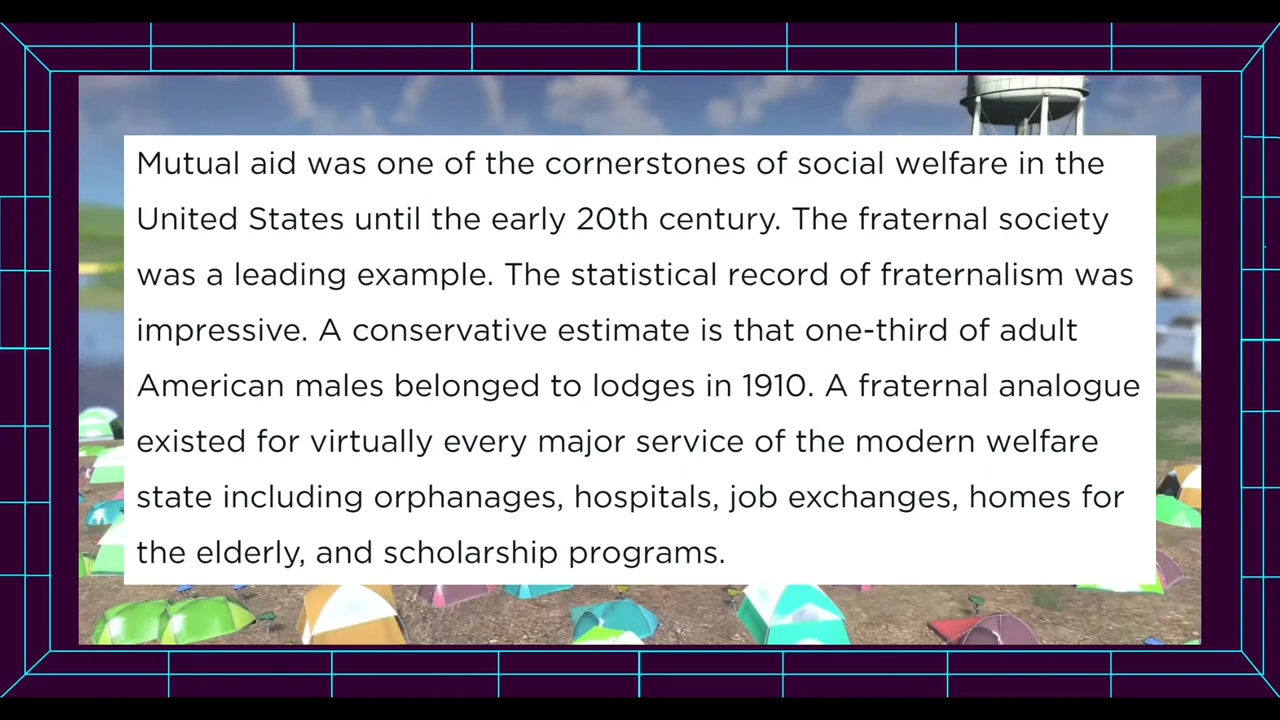 Mutual aid was one of the cornerstones of social welfare in the
United States until the early 20th century. The fraternal society
was a leading example. The statistical record of fraternalism was
impressive. A conservative estimate is that one-third of adult
American males belonged to lodges in 1910. A fraternal analogue
existed for virtually every major service of the modern welfare
state including orphanages, hospitals, job exchanges, homes for
the elderly, and scholarship programs.